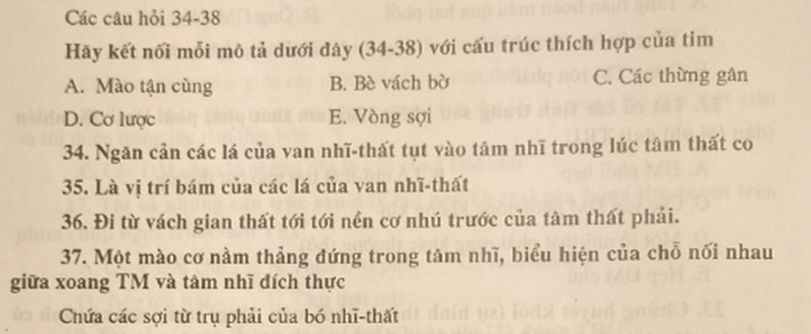 Các câu hỏi 34-38
Hãy kết nối mỗi mô tả dưới đây (34-38) với cấu trúc thích hợp của tim
A. Mào tận cùng B. Bè vách bờ C. Các thừng gân
D. Cơ lược E. Vòng sợi
34. Ngăn cản các lá của van nhĩ-thất tụt vào tâm nhĩ trong lúc tâm thất co
35. Là vị trí bám của các lá của van nhĩ-thất
36. Đi từ vách gian thất tới tới nền cơ nhú trước của tâm thất phải.
37. Một mào cơ nằm thẳng đứng trong tâm nhĩ, biểu hiện của chỗ nối nhau
giữa xoang TM và tâm nhĩ đích thực
Chứa các sợi từ trụ phải của bó nhĩ-thất